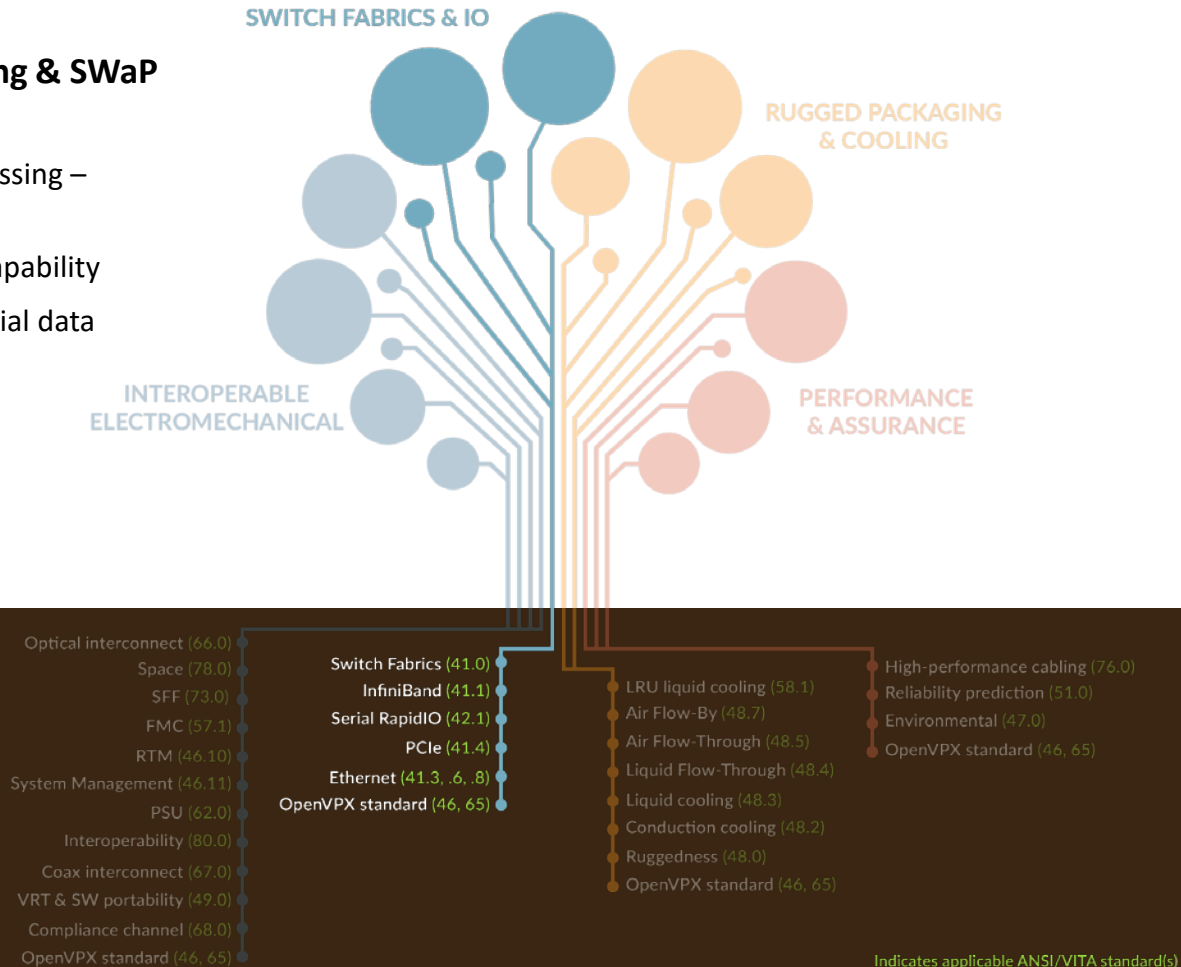 SWITCH FABRICS & IO
ng & SWaP
RUGGED PACKAGING
& COOLING
ssing –
apability
ial data
INTEROPERABLE
ELECTROMECHANICAL
PERFORMANCE
& ASSURANCE
Optical interconnect (66.0)
Space (78.0)
SFF (73.0)
FMC (57.1)
RTM (46.10)
System Management (46.11)
PSU (62.0)
Interoperability (80.0)
Coax interconnect (67.0)
VRT & SW portability (49.0)
Compliance channel (68.0)
OpenVPX standard (46, 65)
Switch Fabrics (41.0)
InfiniBand (41.1)
Serial RapidIO (42.1)
PCIe (41.4)
Ethernet (41.3, .6, .8)
OpenVPX standard (46, 65)
LRU liquid cooling (58.1)
Air Flow-By (48.7)
Air Flow-Through (48.5)
Liquid Flow-Through (48.4)
Liquid cooling (48.3)
Conduction cooling (48.2)
Ruggedness (48.0)
OpenVPX standard (46, 65)
High-performance cabling (76.0)
Reliability prediction (51.0)
Environmental (47.0)
OpenVPX standard (46, 65)
Indicates applicable ANSI/VITA standard(s)